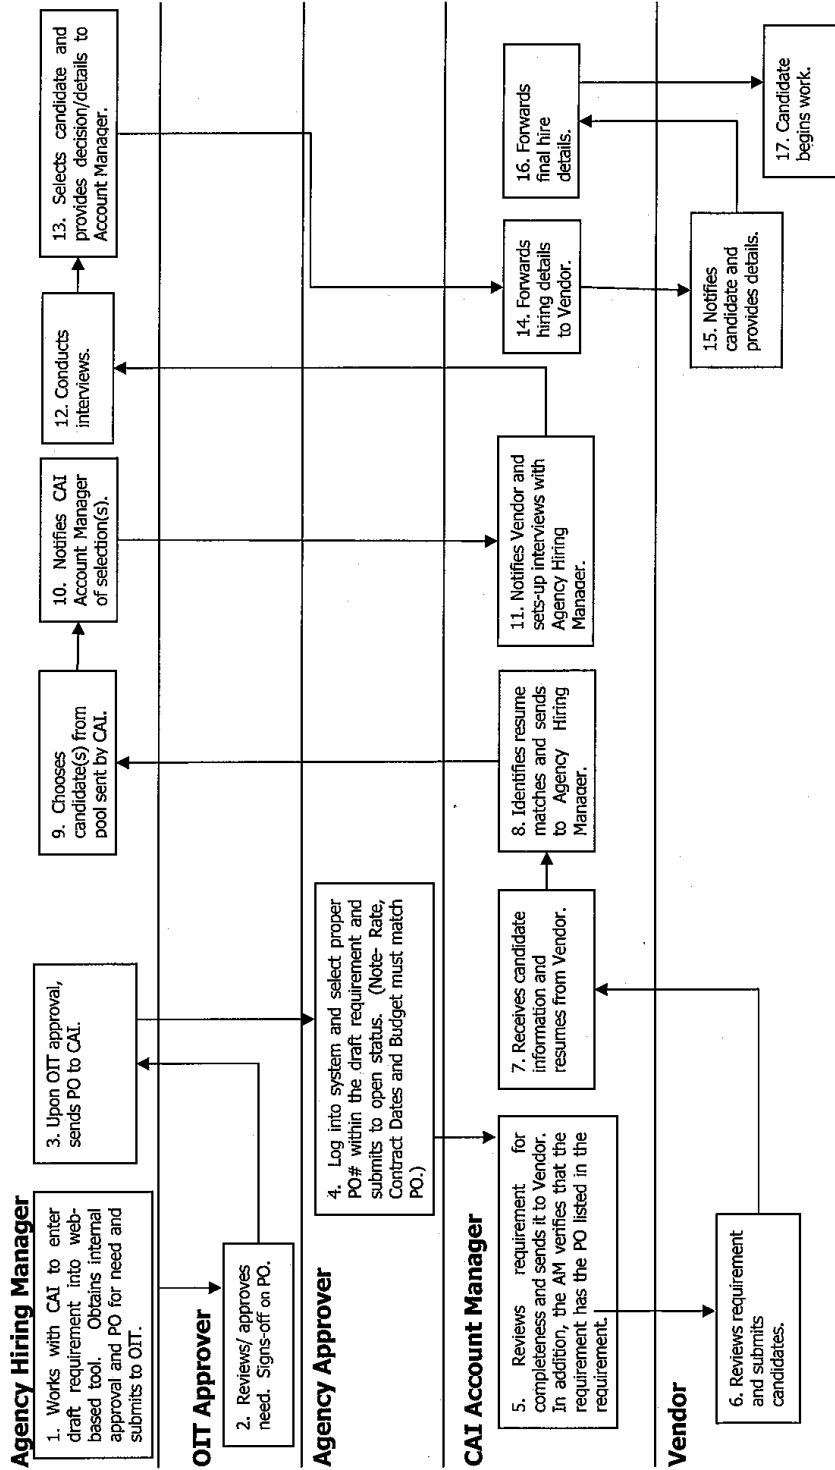 Agency Hiring Manager
1. Works with CAI to enter
draft requirement into web-
based tool. Obtains internal
approval and PO for need and
submits to OIT.
3. Upon OIT approval,
sends PO to CAI.
9. Chooses
candidate(s) from
pool sent by CAI.
10. Notifies CAI
Account Manager
of selection(s).
12. Conducts
interviews.
13. Selects candidate and
provides decision/details to
Account Manager.
OIT Approver
2. Reviews/ approves
need. Signs-off on PO.
Agency Approver
4. Log into system and select proper
PO# within the draft requirement and
submits to open status. (Note- Rate,
Contract Dates and Budget must match
PO.)
CAI Account Manager
5. Reviews requirement for
completeness and sends it to Vendor.
In addition, the AM verifies that the
requirement has the PO listed in the
requirement.
7. Receives candidate
information and
resumes from Vendor.
8. Identifies resume
matches and sends
to Agency Hiring
Manager.
11. Notifies Vendor and
sets-up interviews with
Agency Hiring
Manager.
14. Forwards
hiring details
to Vendor.
16. Forwards
final hire
details.
Vendor
6. Reviews requirement
and submits
candidates.
15. Notifies
candidate and
provides details.
17. Candidate
begins work.